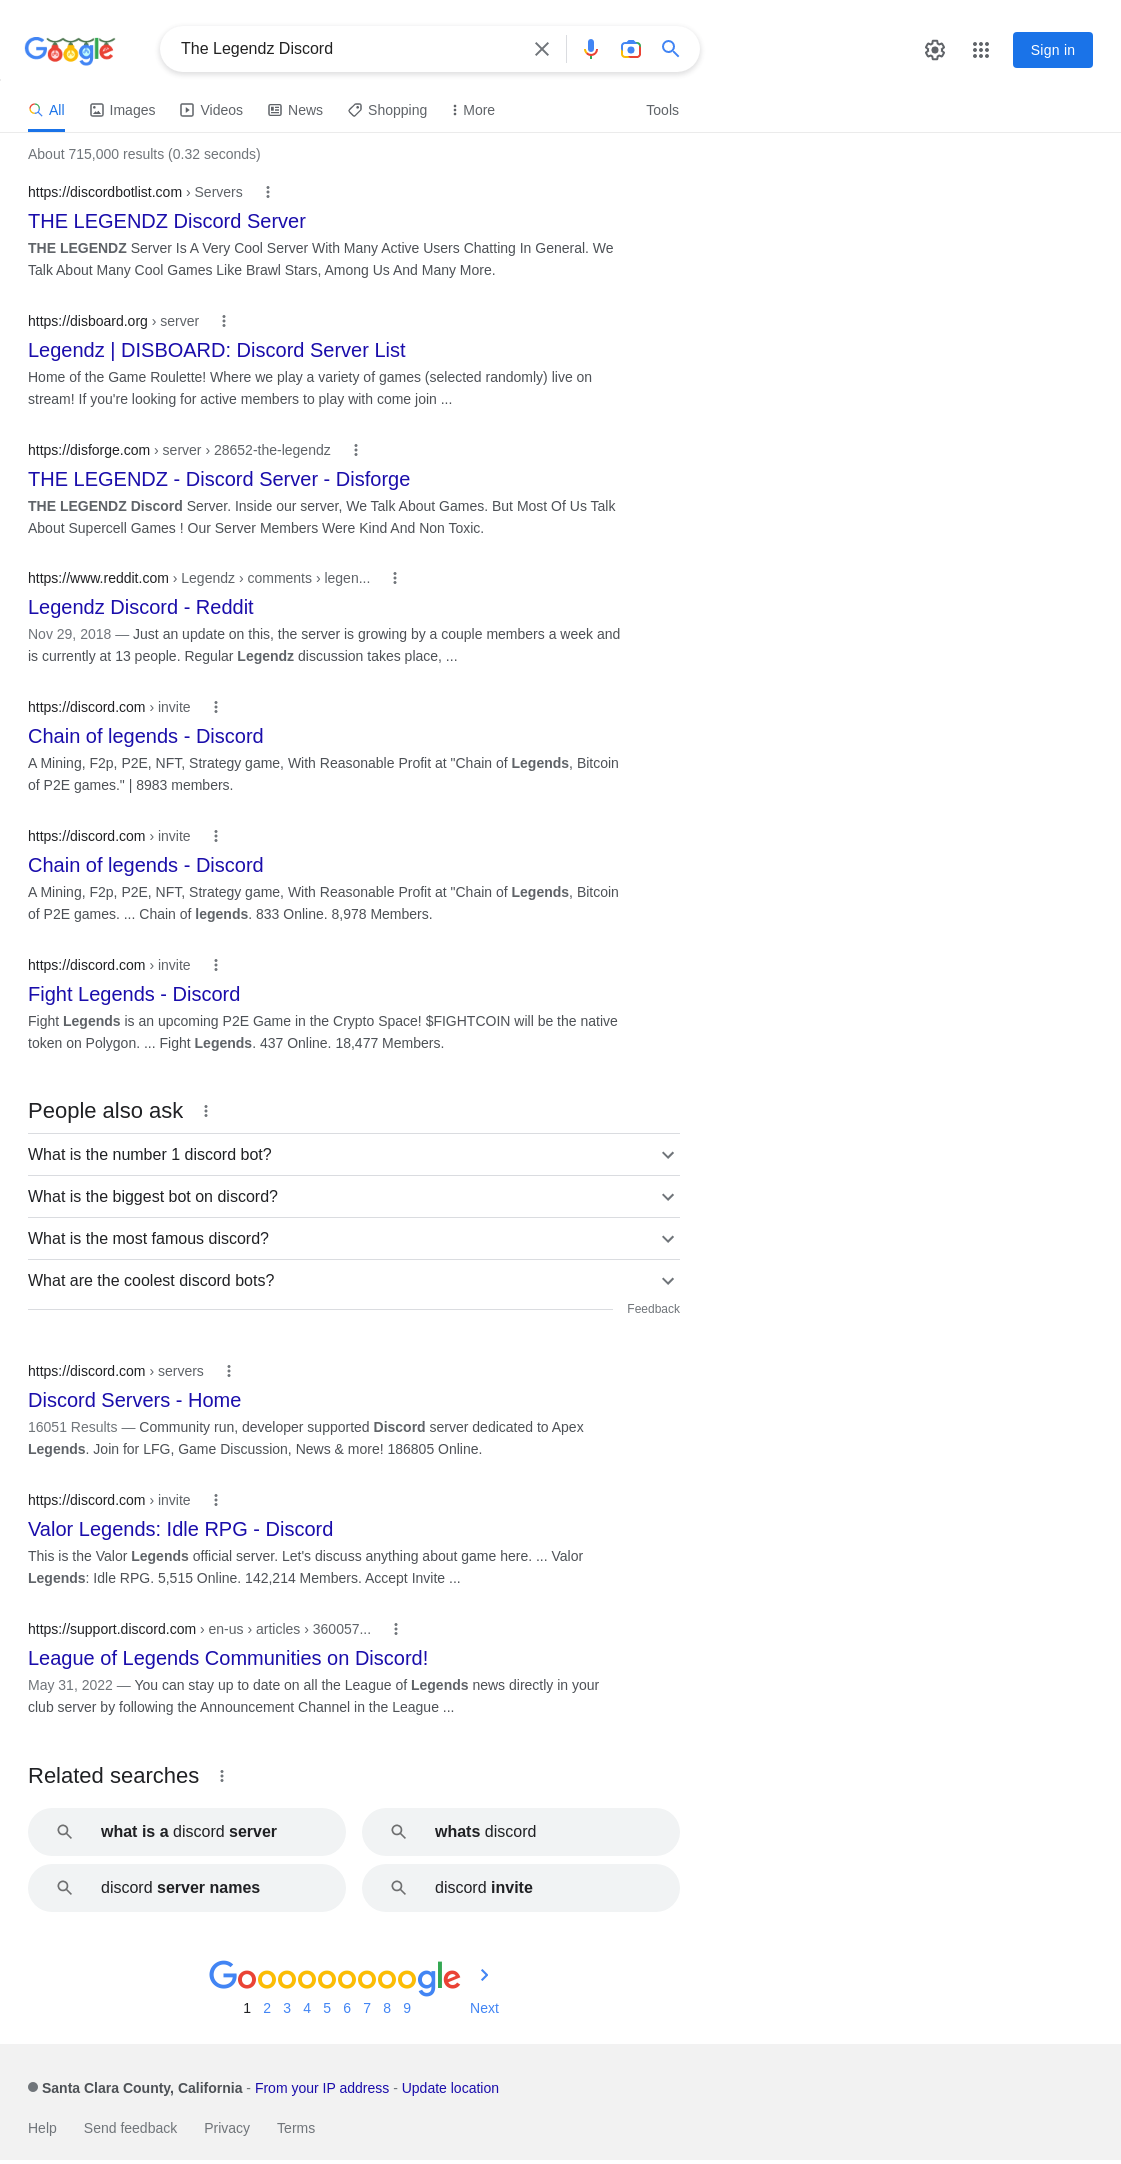 Google
The Legendz Discord
Sign in
All Images Videos News Shopping More Tools
About 715,000 results (0.32 seconds)
https://discordbotlist.com › Servers
THE LEGENDZ Discord Server
THE LEGENDZ Server Is A Very Cool Server With Many Active Users Chatting In General. We
Talk About Many Cool Games Like Brawl Stars, Among Us And Many More.
https://disboard.org › server
Legendz | DISBOARD: Discord Server List
Home of the Game Roulette! Where we play a variety of games (selected randomly) live on
stream! If you're looking for active members to play with come join ...
https://disforge.com › server › 28652-the-legendz
THE LEGENDZ - Discord Server - Disforge
THE LEGENDZ Discord Server. Inside our server, We Talk About Games. But Most Of Us Talk
About Supercell Games ! Our Server Members Were Kind And Non Toxic.
https://www.reddit.com › Legendz › comments › legen...
Legendz Discord - Reddit
Nov 29, 2018 — Just an update on this, the server is growing by a couple members a week and
is currently at 13 people. Regular Legendz discussion takes place, ...
https://discord.com › invite
Chain of legends - Discord
A Mining, F2p, P2E, NFT, Strategy game, With Reasonable Profit at "Chain of Legends, Bitcoin
of P2E games." | 8983 members.
https://discord.com › invite
Chain of legends - Discord
A Mining, F2p, P2E, NFT, Strategy game, With Reasonable Profit at "Chain of Legends, Bitcoin
of P2E games. ... Chain of legends. 833 Online. 8,978 Members.
https://discord.com › invite
Fight Legends - Discord
Fight Legends is an upcoming P2E Game in the Crypto Space! $FIGHTCOIN will be the native
token on Polygon. ... Fight Legends. 437 Online. 18,477 Members.
People also ask
What is the number 1 discord bot?
What is the biggest bot on discord?
What is the most famous discord?
What are the coolest discord bots?
Feedback
https://discord.com › servers
Discord Servers - Home
16051 Results — Community run, developer supported Discord server dedicated to Apex
Legends. Join for LFG, Game Discussion, News & more! 186805 Online.
https://discord.com › invite
Valor Legends: Idle RPG - Discord
This is the Valor Legends official server. Let's discuss anything about game here. ... Valor
Legends: Idle RPG. 5,515 Online. 142,214 Members. Accept Invite ...
https://support.discord.com › en-us › articles › 360057...
League of Legends Communities on Discord!
May 31, 2022 — You can stay up to date on all the League of Legends news directly in your
club server by following the Announcement Channel in the League ...
Related searches
what is a discord server
whats discord
discord server names
discord invite
Goooooooooogle
1 2 3 4 5 6 7 8 9 Next
Santa Clara County, California - From your IP address - Update location
Help Send feedback Privacy Terms